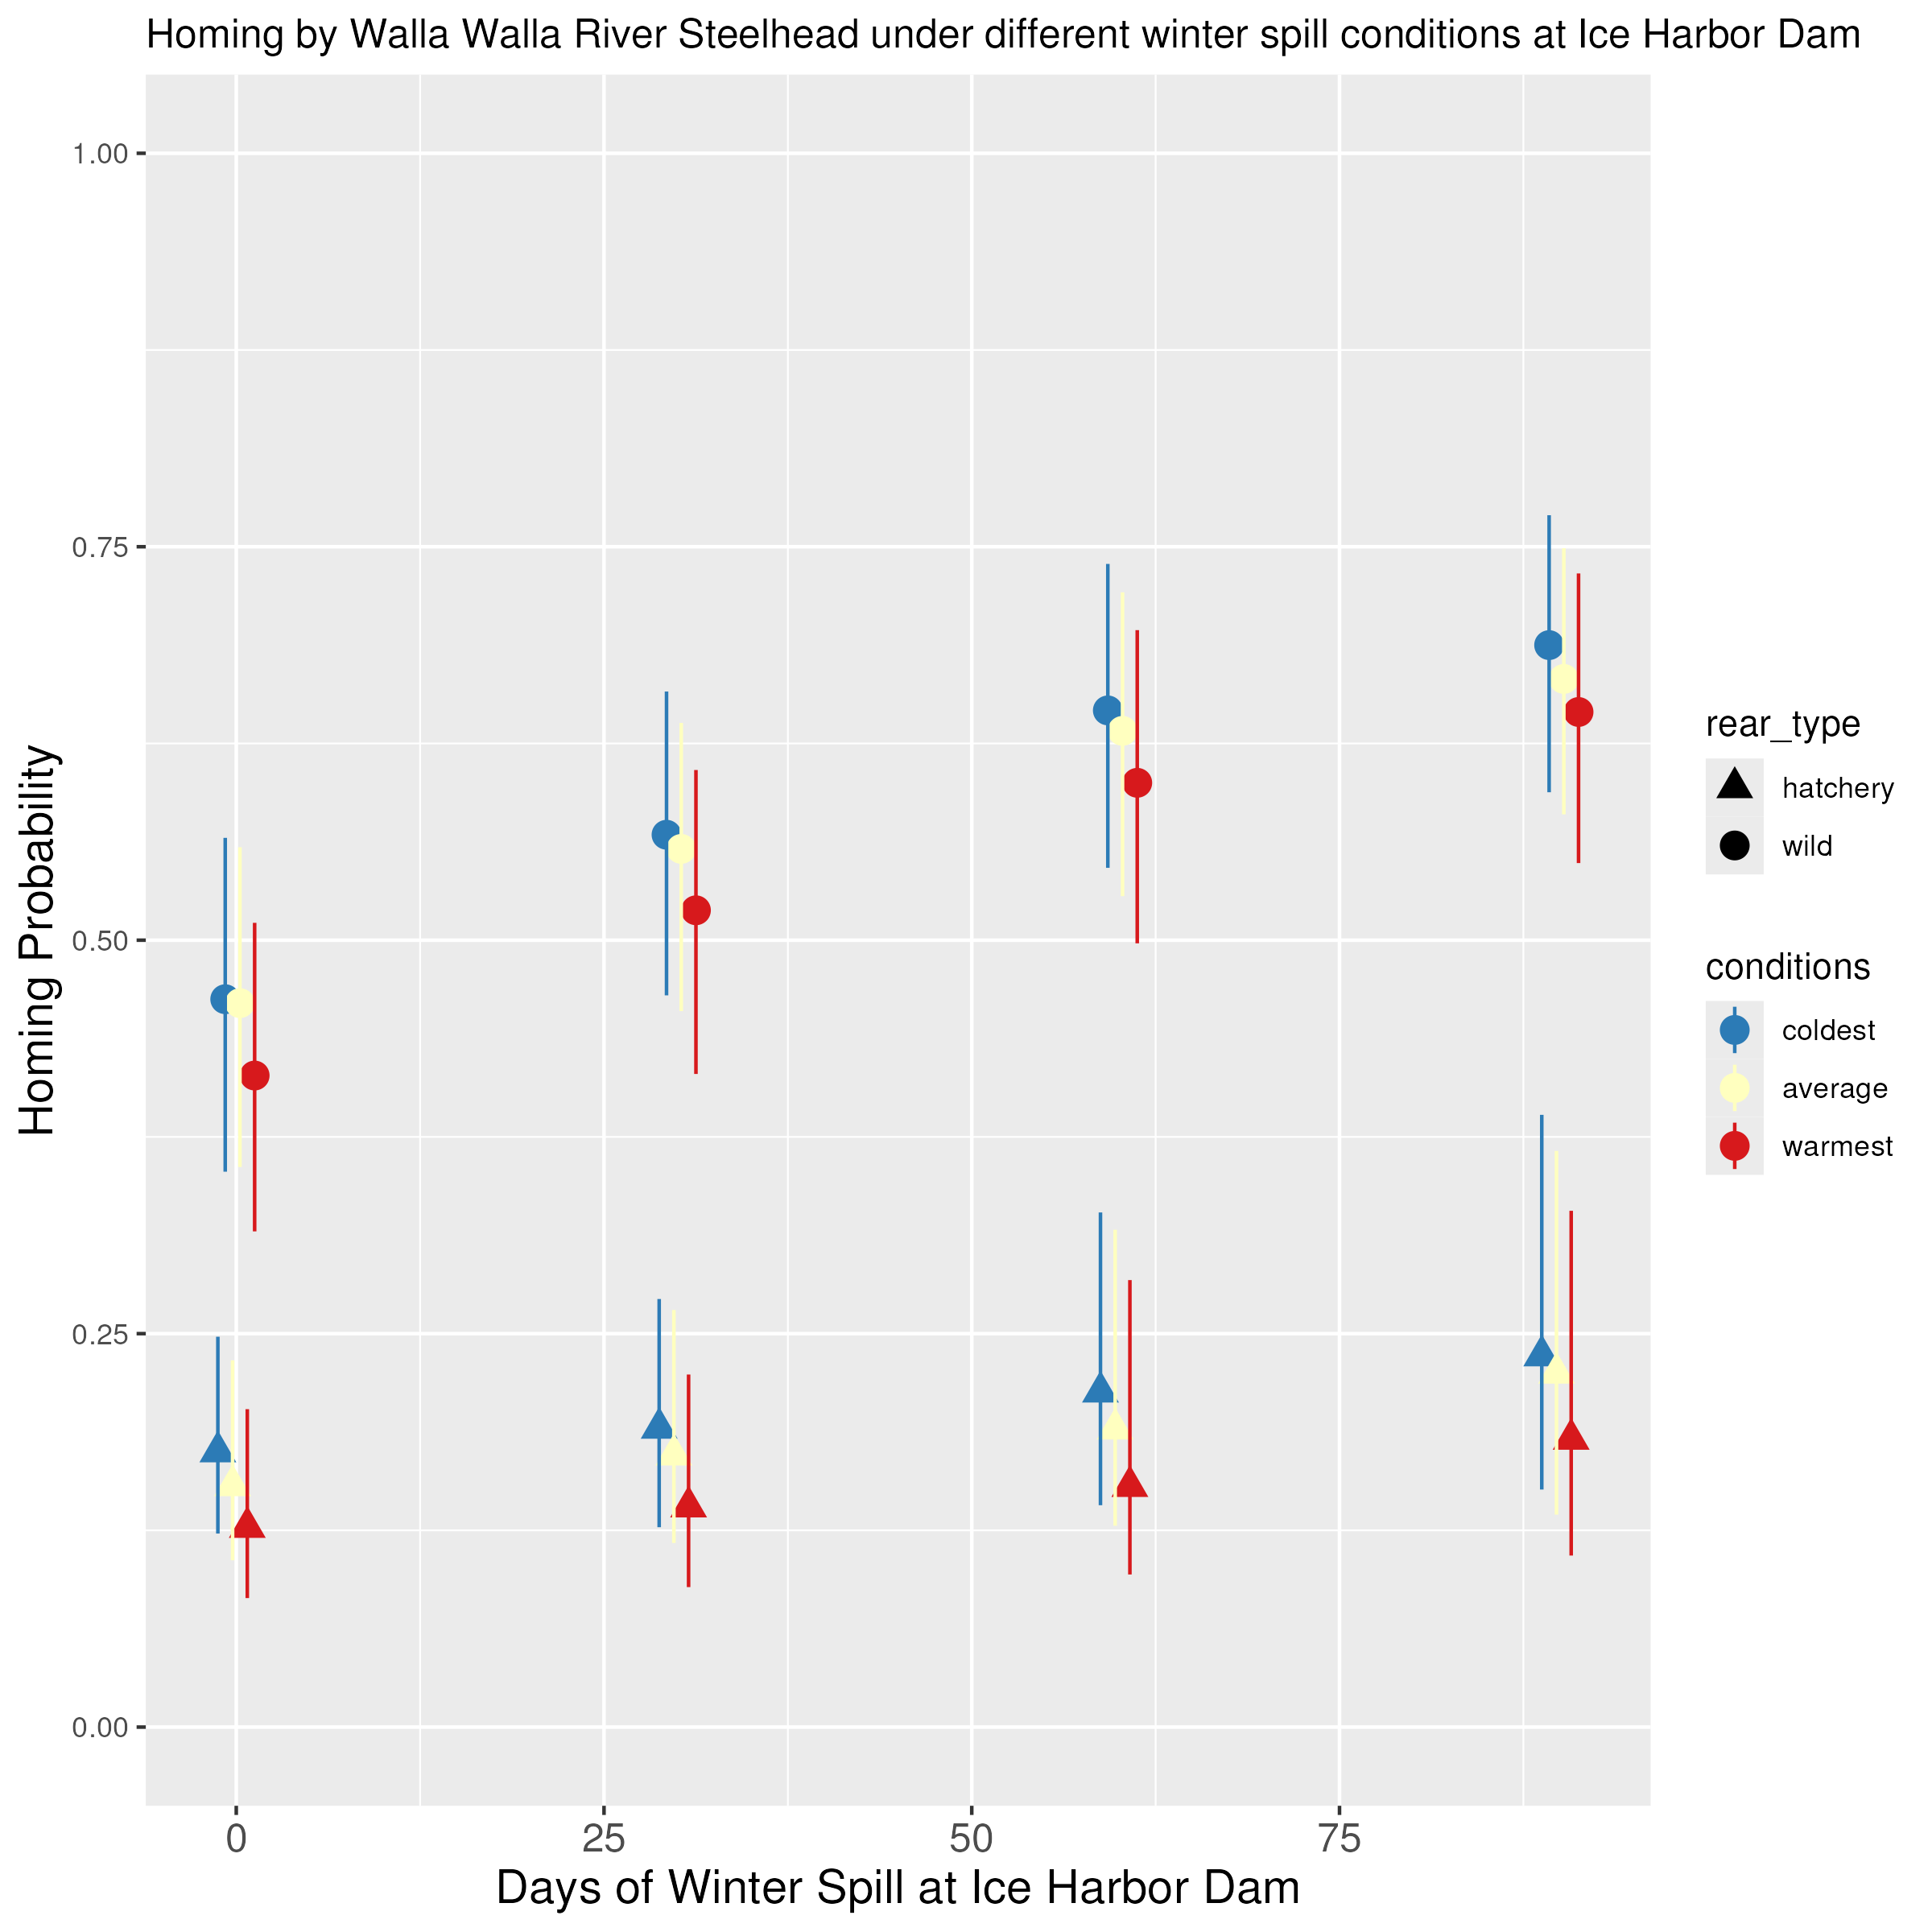 Homing by Walla Walla River Steelhead under different winter spill conditions at Ice Harbor Dam
Homing Probability
1.00
0.75
0.50
0.25
0.00
0
25
50
75
Days of Winter Spill at Ice Harbor Dam
rear_type
hatchery
wild
conditions
coldest
average
warmest